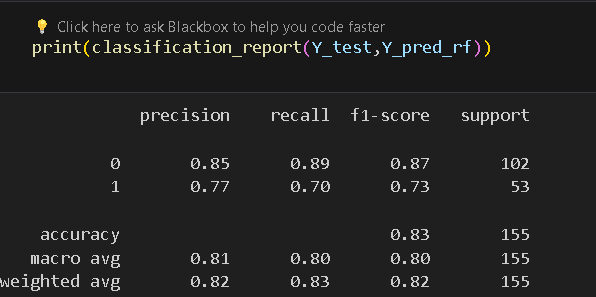 Click here to ask Blackbox to help you code faster
print(classification_report(Y_test,Y_pred_rf))
precision recall f1-score support
0 0.85 0.89 0.87 102
1 0.77 0.70 0.73 53
accuracy 0.83 155
macro avg 0.81 0.80 0.80 155
weighted avg 0.82 0.83 0.82 155